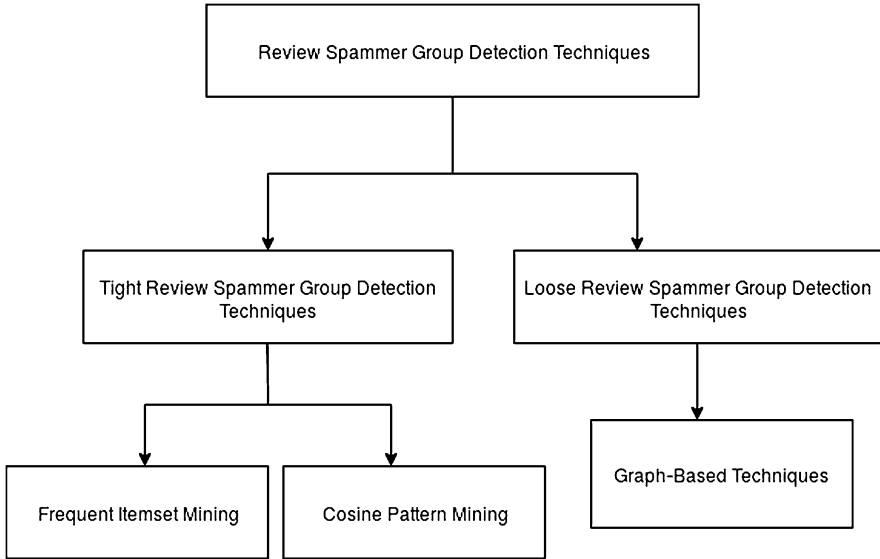 Review Spammer Group Detection Techniques
Tight Review Spammer Group Detection
Techniques
Loose Review Spammer Group Detection
Techniques
Frequent Itemset Mining
Cosine Pattern Mining
Graph-Based Techniques